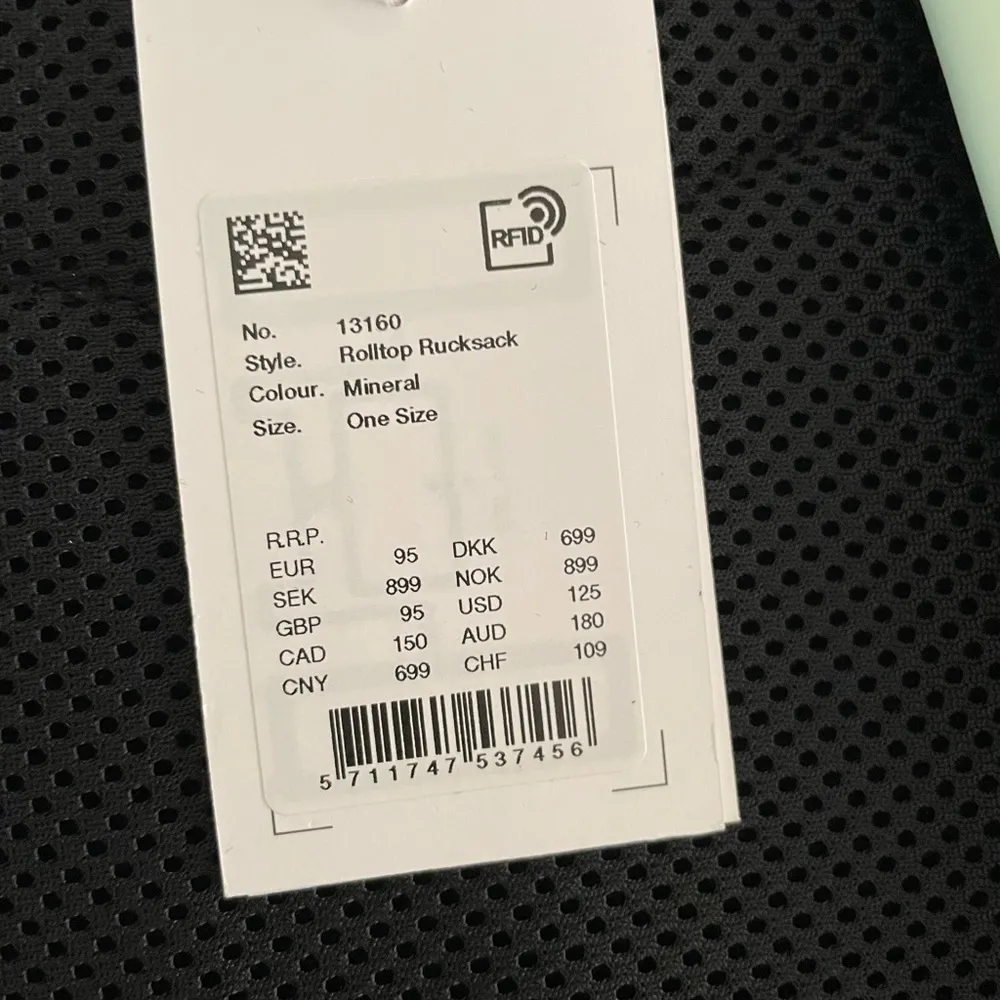 RFID
No. 13160
Style. Rolltop Rucksack
Colour. Mineral
Size. One Size
R.R.P.
EUR 95 DKK 699
SEK 899 NOK 899
GBP 95 USD 125
CAD 150 AUD 180
CNY 699 CHF 109
5 711747 537456